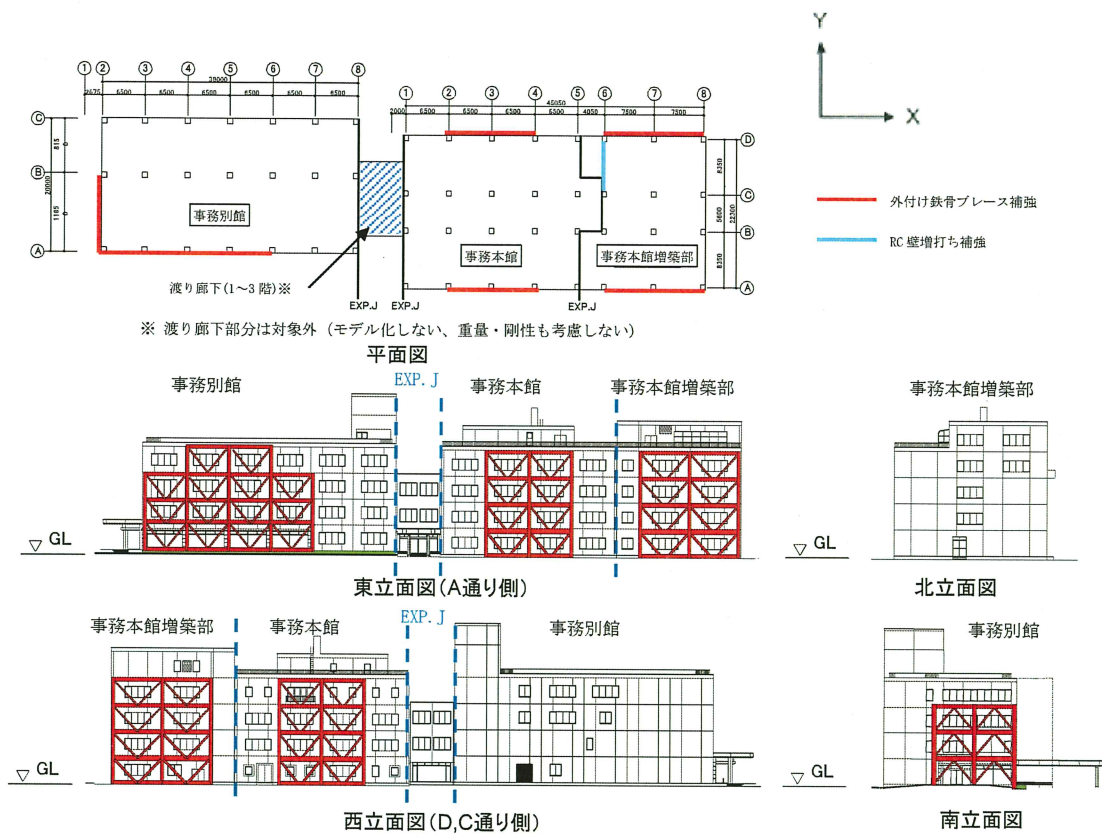 Y
X
① ② ③ ④ ⑤ ⑥ ⑦ ⑧
39000
2675 6500 6500 6500 6500 6500 6500
① ② ③ ④ ⑤ ⑥ ⑦ ⑧
45050
2000 6500 6500 6500 6500 4050 7500 7500
Ⓒ
Ⓑ
Ⓐ
815
0
20000
1185
0
Ⓓ
Ⓒ
Ⓑ
Ⓐ
8350
5600
22300
8350
事務別館
事務本館
事務本館増築部
外付け鉄骨ブレース補強
RC 壁増打ち補強
渡り廊下(1~3 階)※
EXP.J EXP.J EXP.J
※ 渡り廊下部分は対象外 (モデル化しない、重量・剛性も考慮しない)
平面図
事務別館 EXP. J 事務本館 事務本館増築部 事務本館増築部
GL GL
東立面図(A通り側) 北立面図
事務本館増築部 事務本館 EXP. J 事務別館 事務別館
GL GL
西立面図(D,C通り側) 南立面図